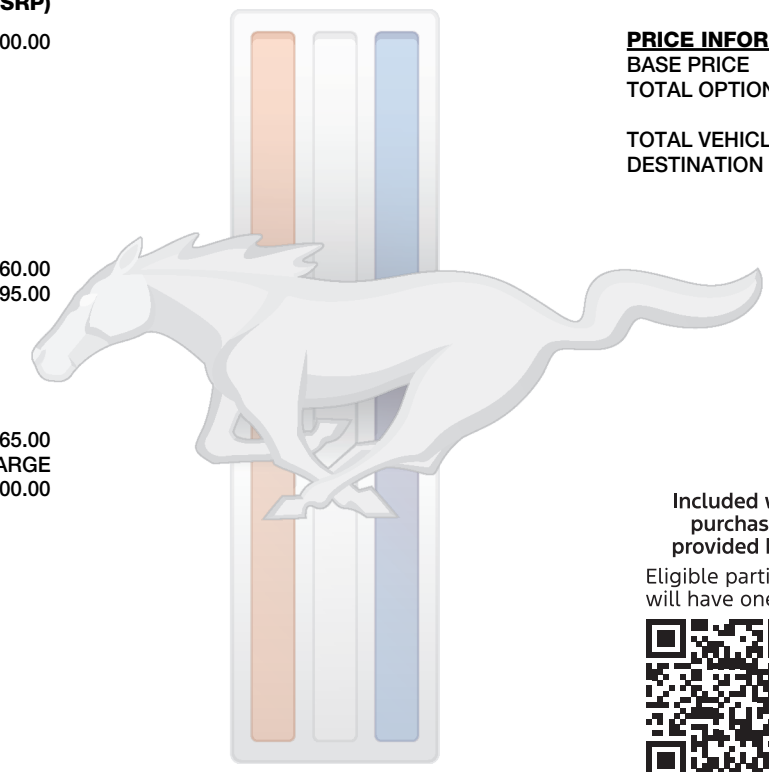 SRP)
00.00
60.00
95.00
65.00
ARGE
00.00
PRICE INFOR
BASE PRICE
TOTAL OPTION
TOTAL VEHICL
DESTINATION
Included w
purchas
provided b
Eligible parti
will have one